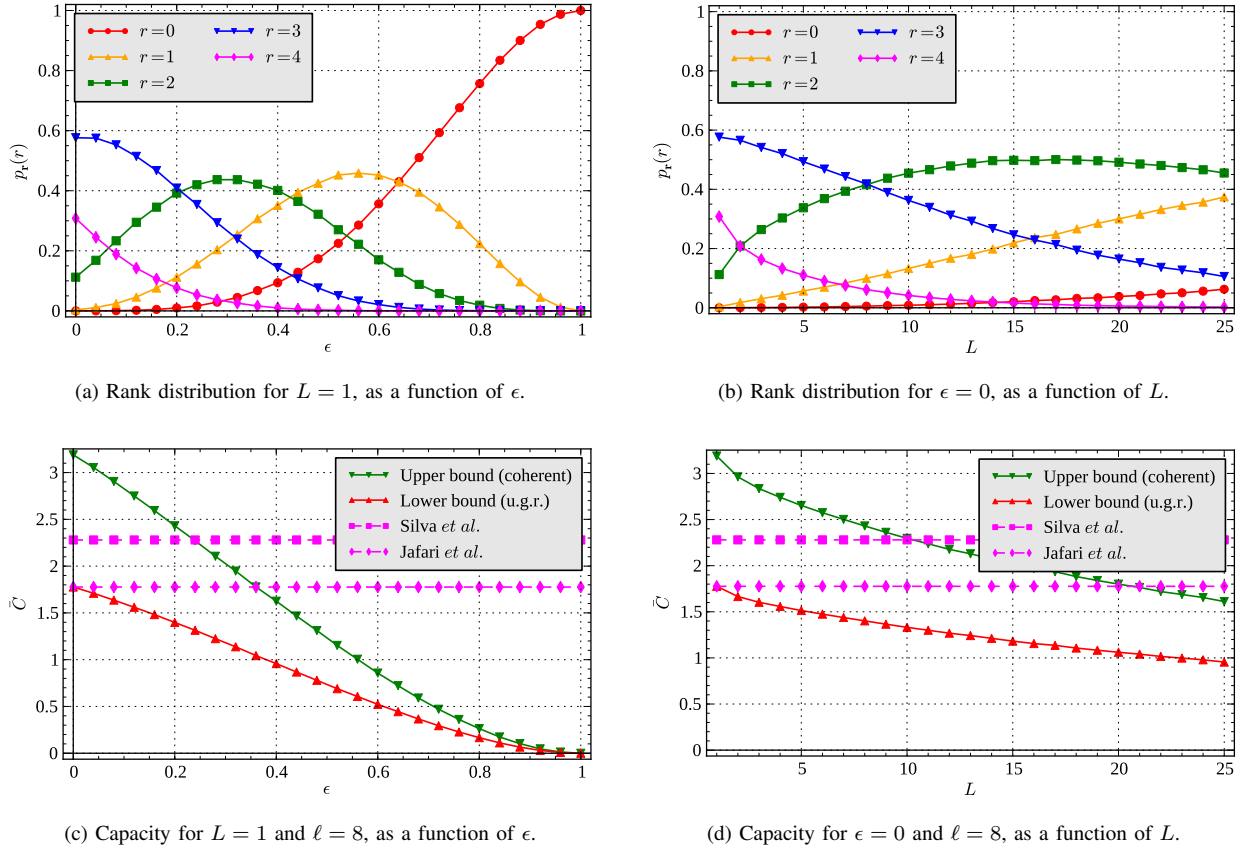 1
0.8
0.6
0.4
0.2
0
p_r(r)
r = 0
r = 1
r = 2
r = 3
r = 4
0
0.2
0.4
0.6
0.8
1
ϵ
(a) Rank distribution for L = 1, as a function of ϵ.
1
0.8
0.6
0.4
0.2
0
p_r(r)
r = 0
r = 1
r = 2
r = 3
r = 4
5
10
15
20
25
L
(b) Rank distribution for ϵ = 0, as a function of L.
3
2.5
2
1.5
1
0.5
0
C̄
Upper bound (coherent)
Lower bound (u.g.r.)
Silva et al.
Jafari et al.
0
0.2
0.4
0.6
0.8
1
ϵ
(c) Capacity for L = 1 and ℓ = 8, as a function of ϵ.
3
2.5
2
1.5
1
0.5
0
C̄
Upper bound (coherent)
Lower bound (u.g.r.)
Silva et al.
Jafari et al.
5
10
15
20
25
L
(d) Capacity for ϵ = 0 and ℓ = 8, as a function of L.